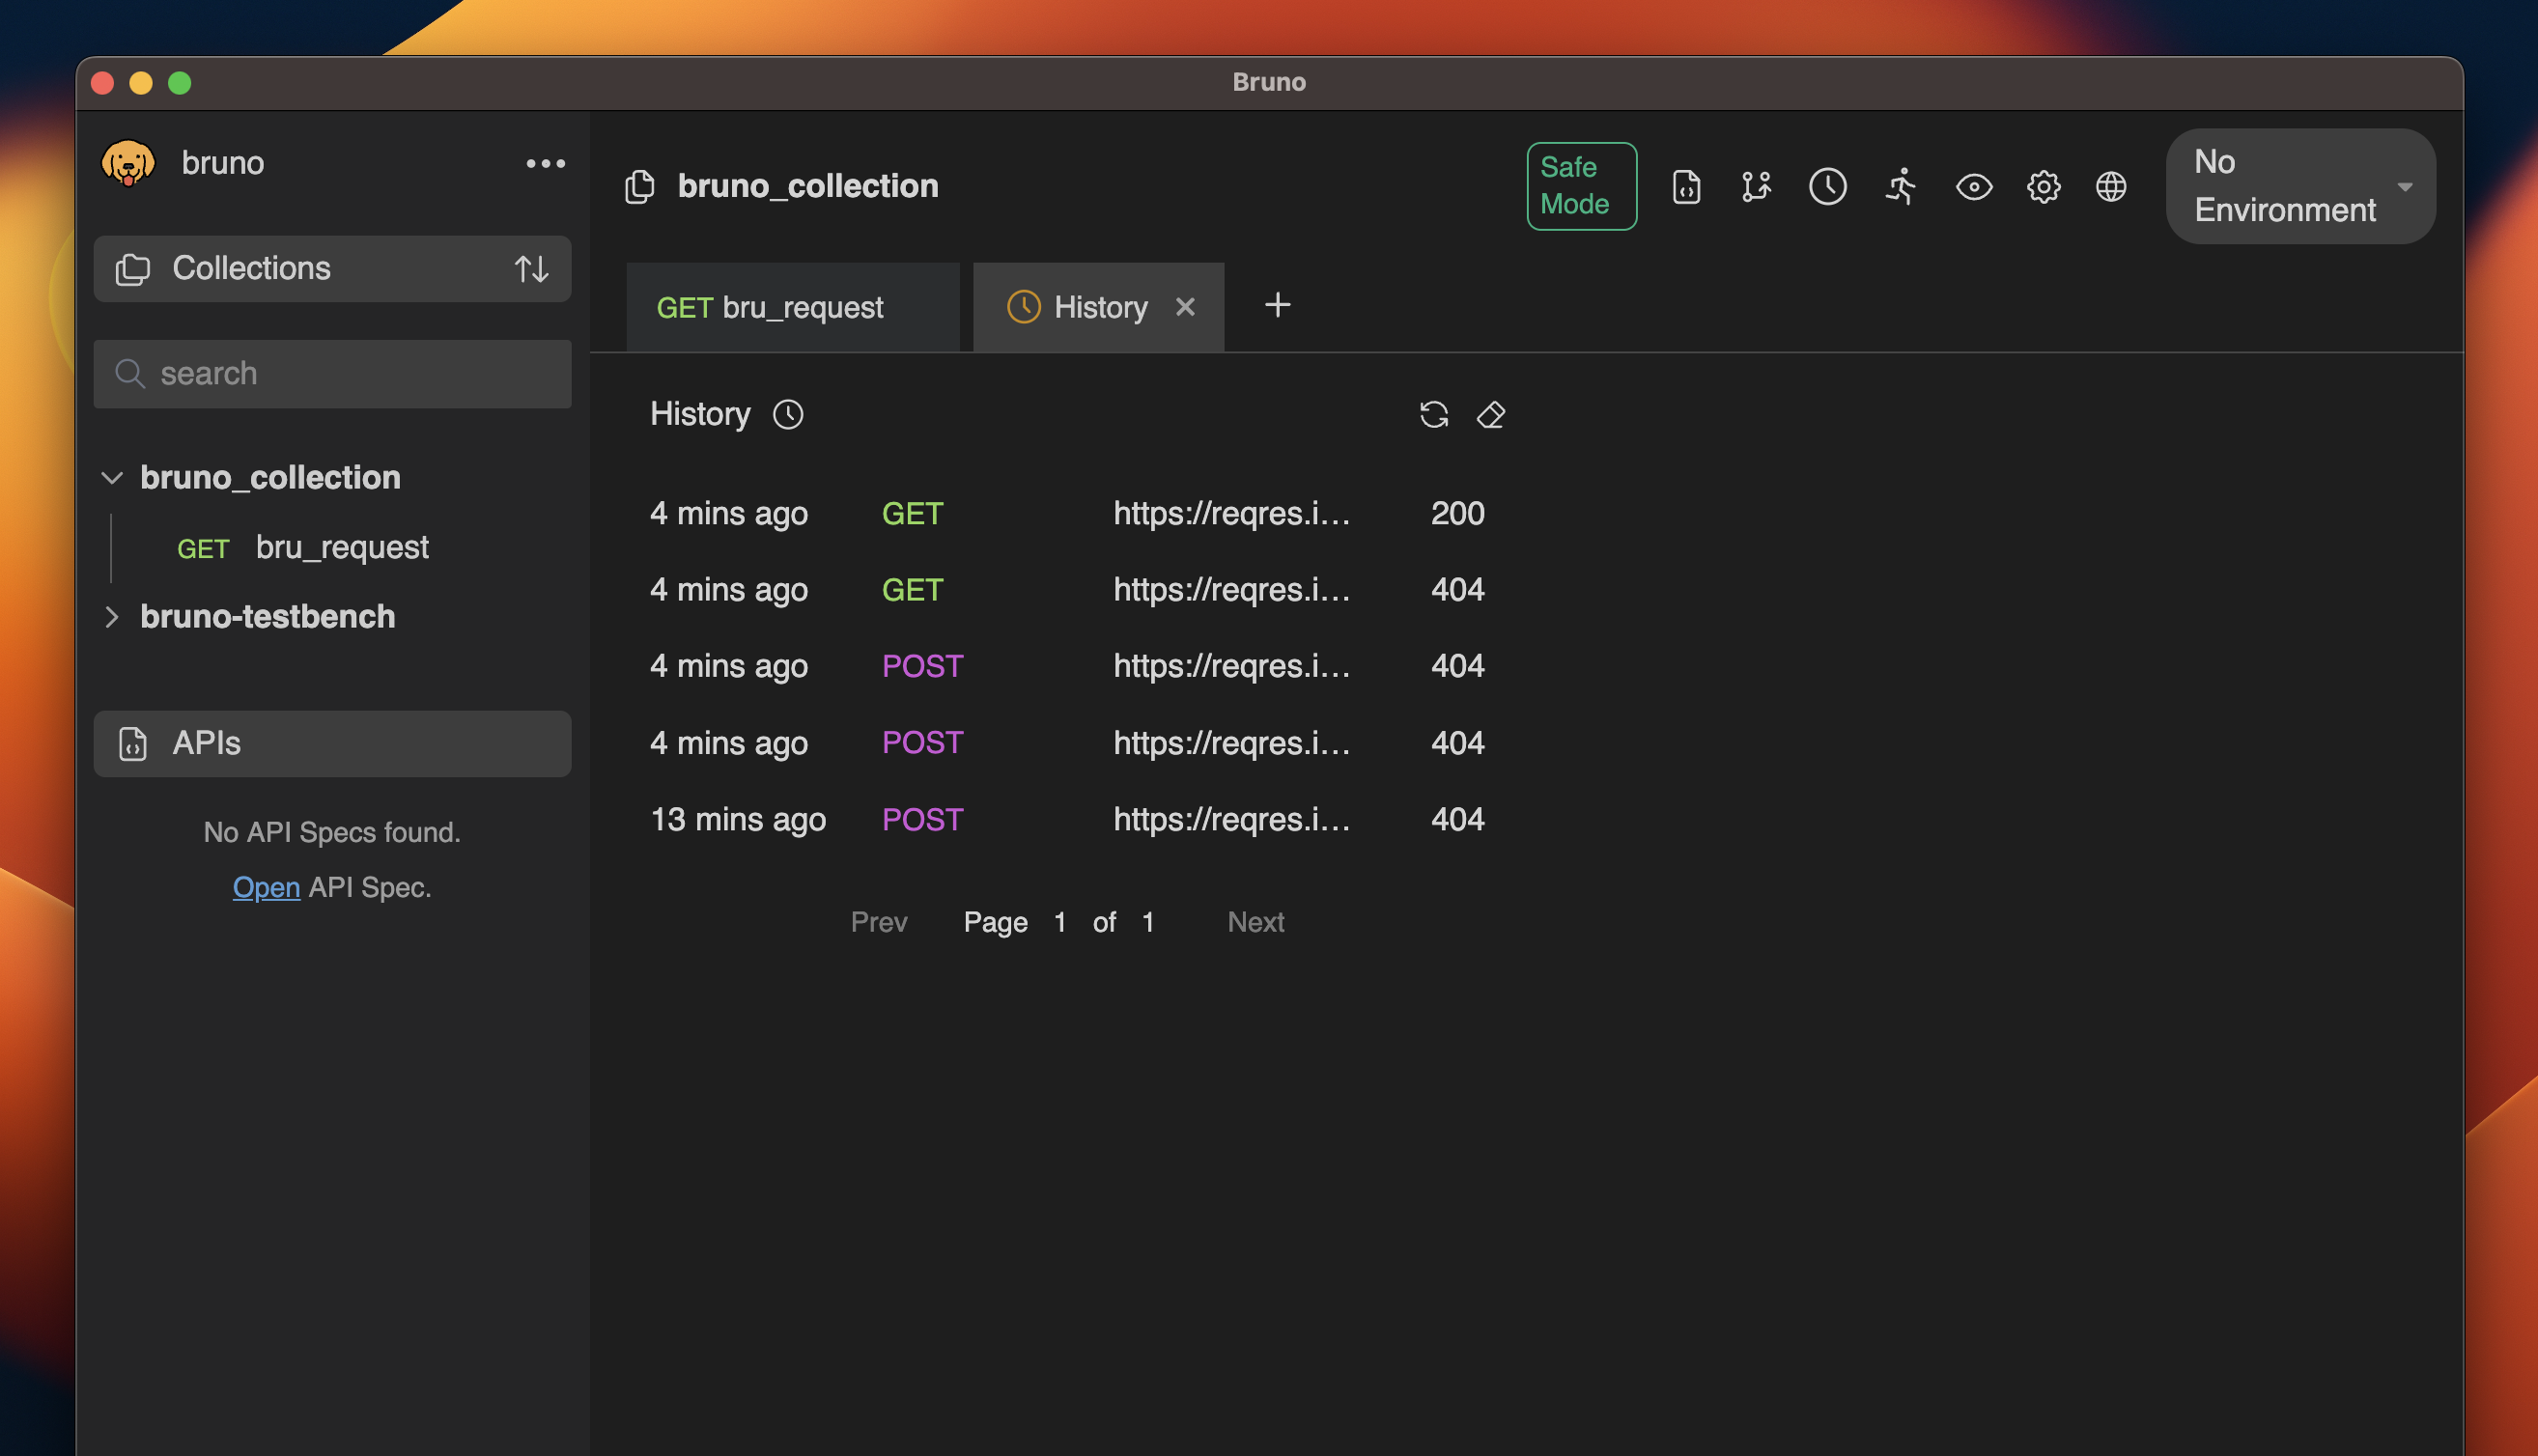 Bruno
bruno
Collections
search
bruno_collection
GET bru_request
bruno-testbench
APIs
No API Specs found.
Open API Spec.
bruno_collection
Safe
Mode
No
Environment
GET bru_request
History
History
4 mins ago GET https://reqres.i... 200
4 mins ago GET https://reqres.i... 404
4 mins ago POST https://reqres.i... 404
4 mins ago POST https://reqres.i... 404
13 mins ago POST https://reqres.i... 404
Prev Page 1 of 1 Next